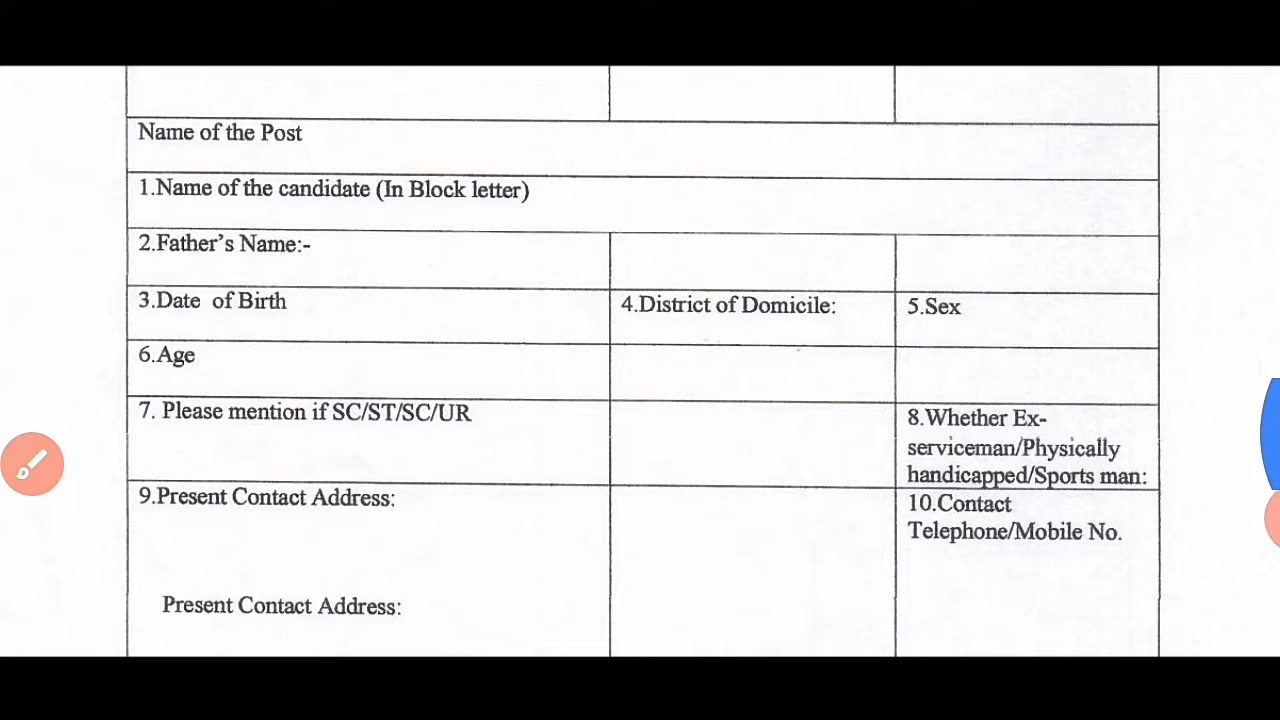 Name of the Post
1.Name of the candidate (In Block letter)
2.Father's Name:-
3.Date of Birth
4.District of Domicile:
5.Sex
6.Age
7. Please mention if SC/ST/SC/UR
8.Whether Ex-
serviceman/Physically
handicapped/Sports man:
9.Present Contact Address:
10.Contact
Telephone/Mobile No.
Present Contact Address: